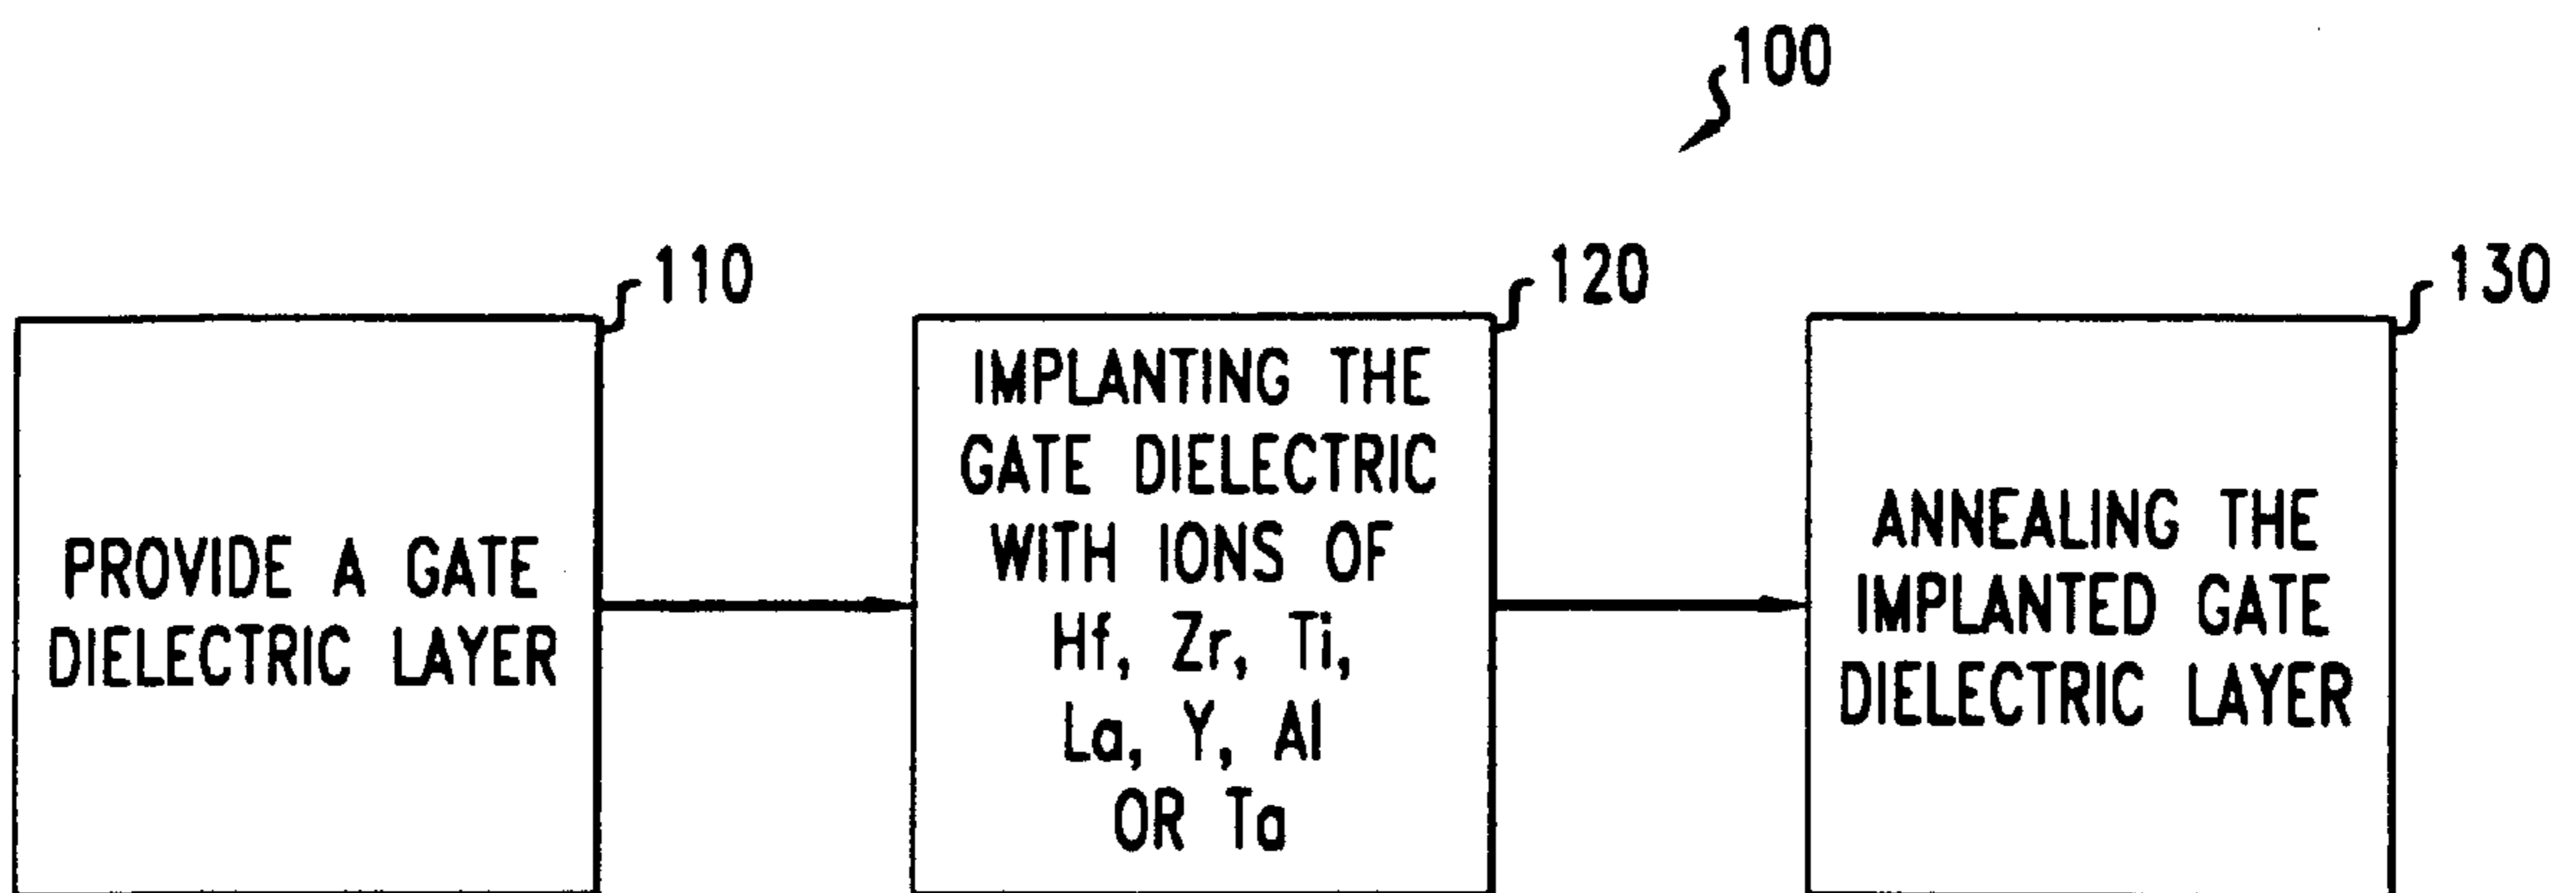 100
110
PROVIDE A GATE
DIELECTRIC LAYER
120
IMPLANTING THE
GATE DIELECTRIC
WITH IONS OF
Hf, Zr, Ti,
La, Y, Al
OR Ta
130
ANNEALING THE
IMPLANTED GATE
DIELECTRIC LAYER